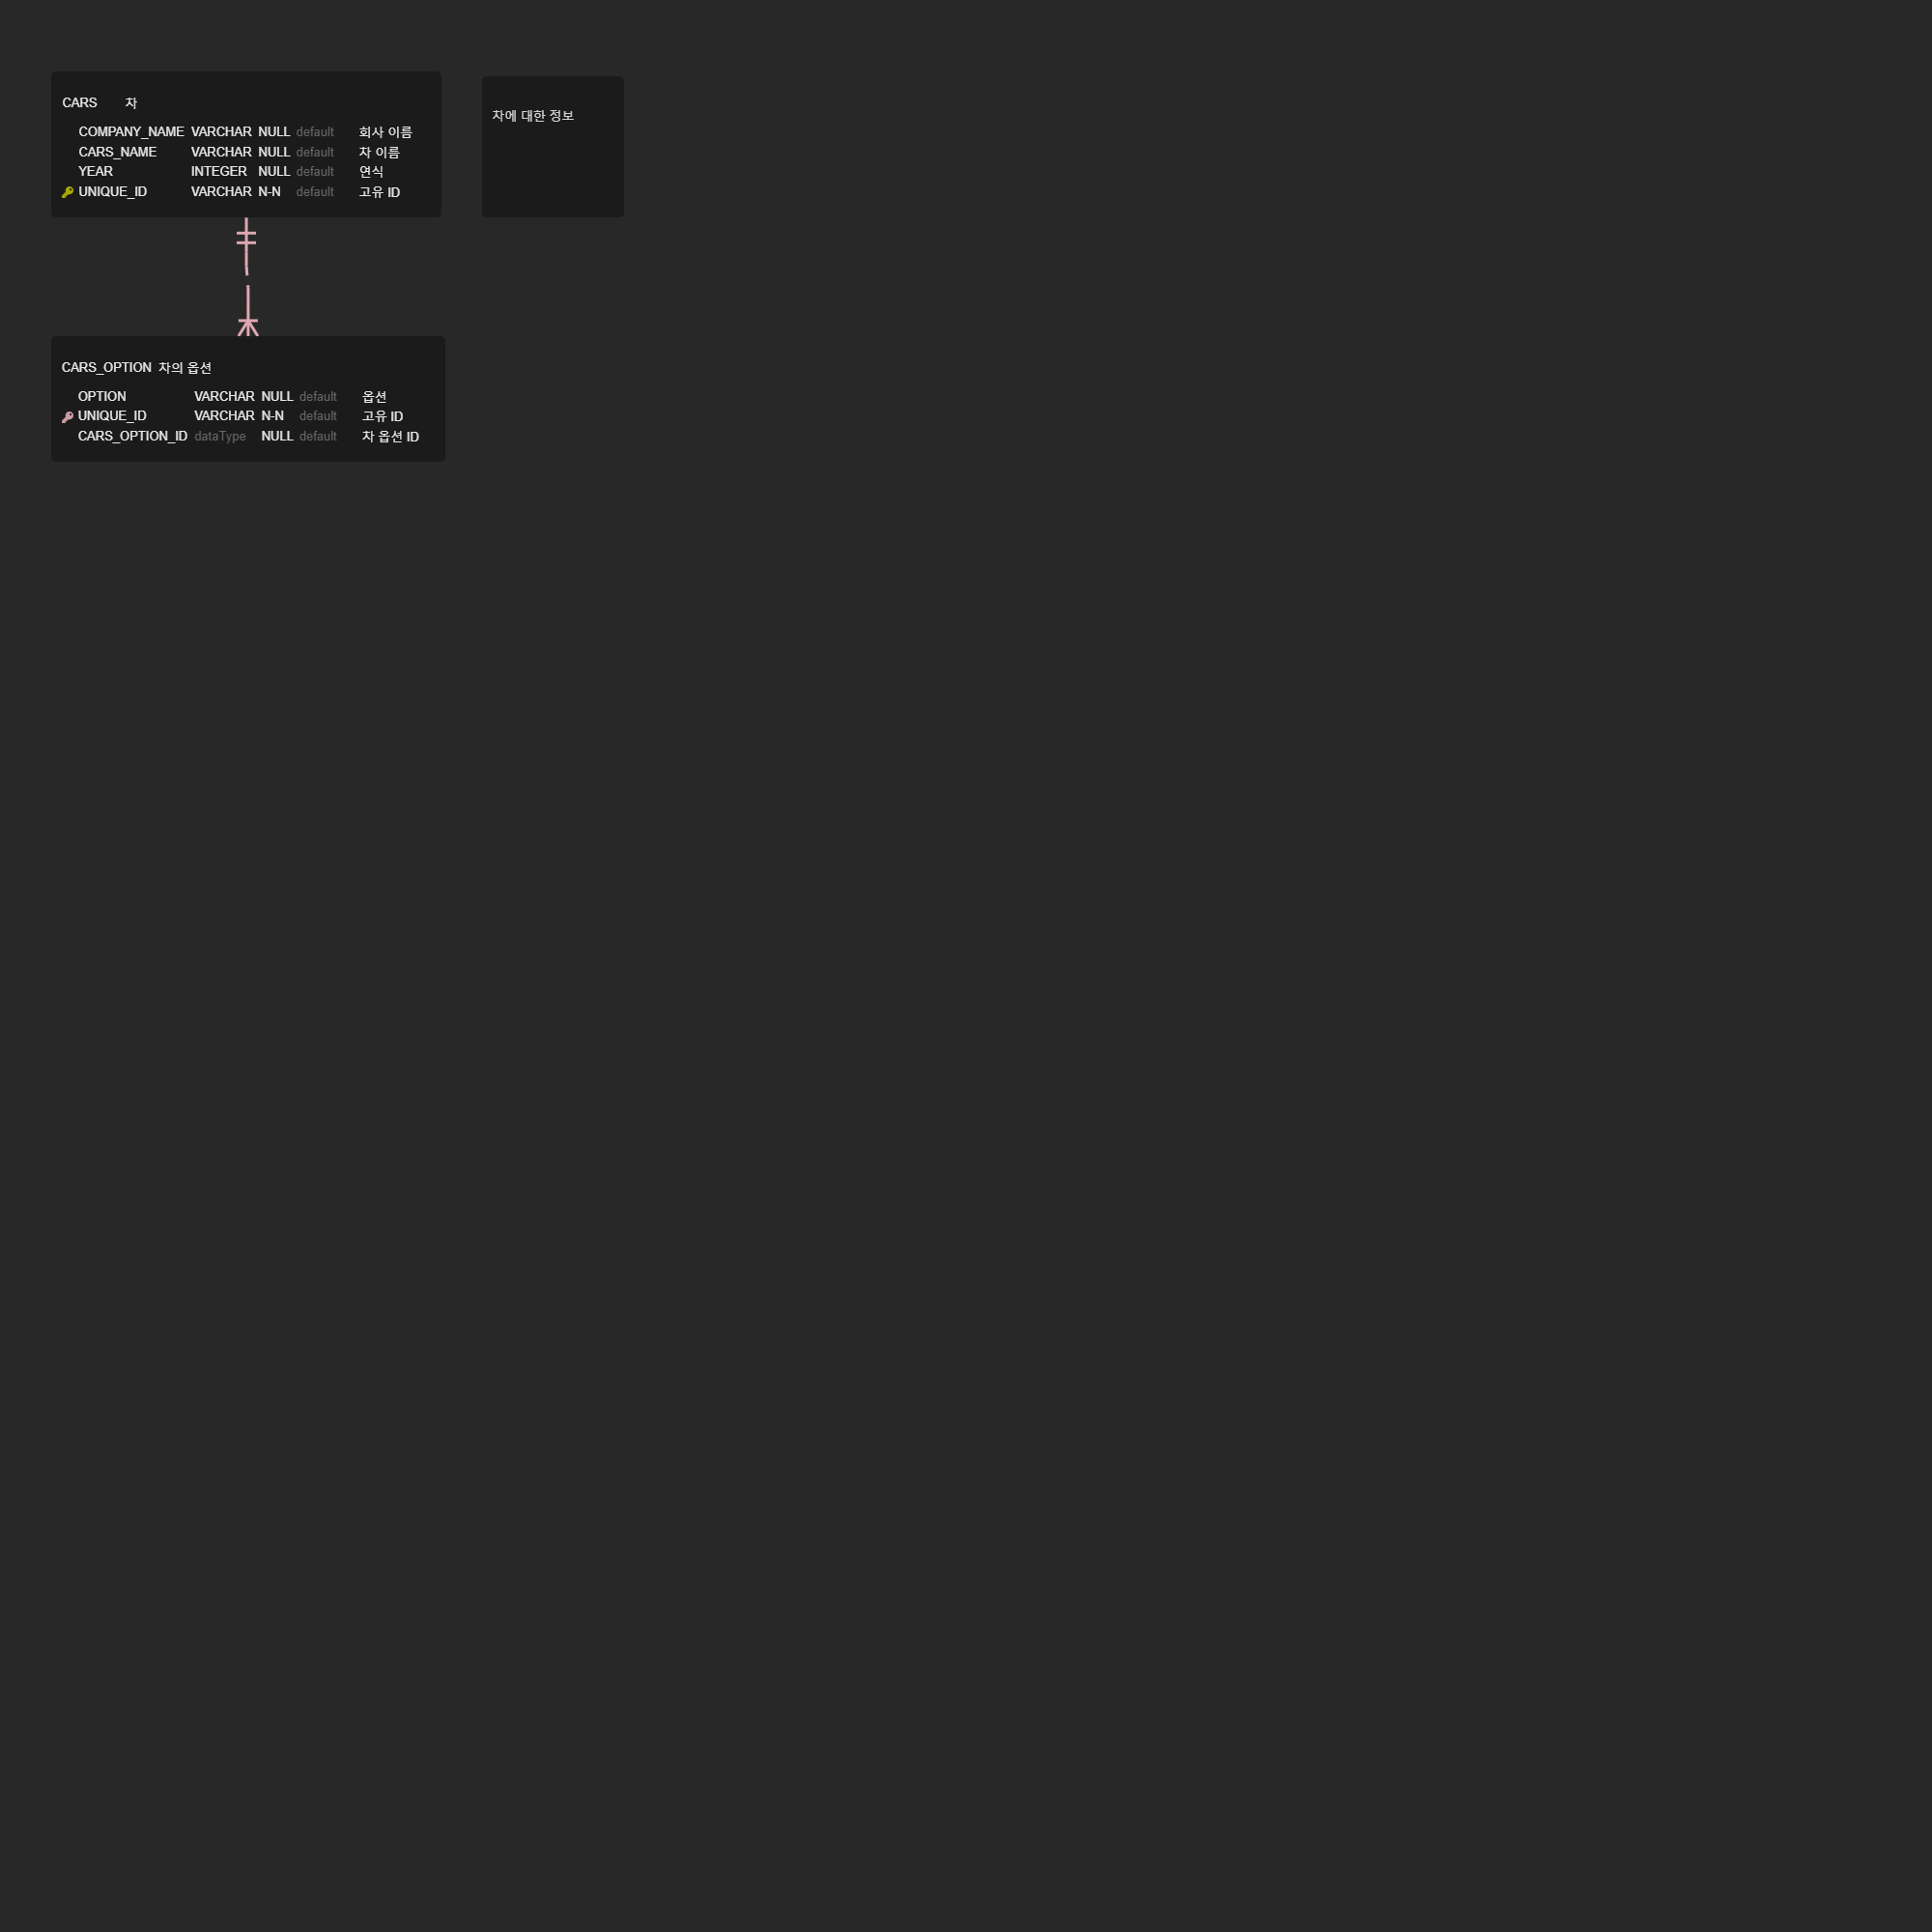 CARS 차
COMPANY_NAME VARCHAR NULL default 회사 이름
CARS_NAME VARCHAR NULL default 차 이름
YEAR INTEGER NULL default 연식
UNIQUE_ID VARCHAR N-N default 고유 ID
차에 대한 정보
CARS_OPTION 차의 옵션
OPTION VARCHAR NULL default 옵션
UNIQUE_ID VARCHAR N-N default 고유 ID
CARS_OPTION_ID dataType NULL default 차 옵션 ID